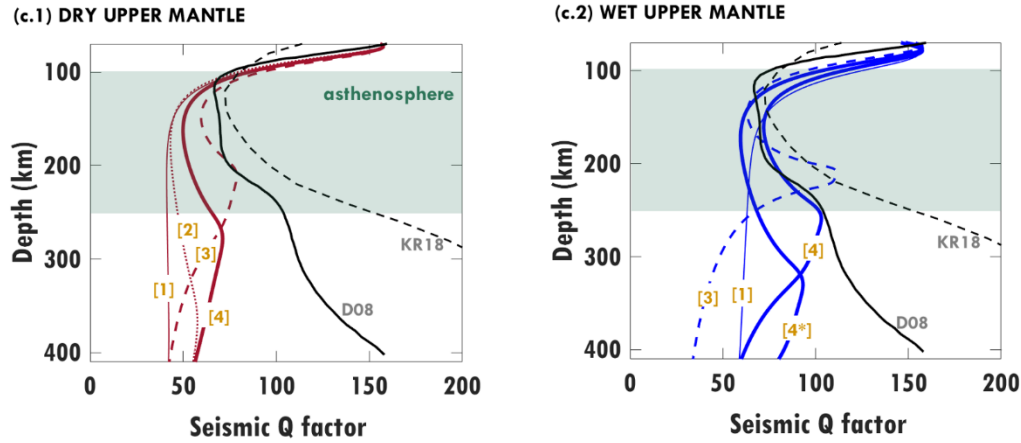 (c.1) DRY UPPER MANTLE
100
200
300
400
Depth (km)
asthenosphere
[2]
[3]
[1]
[4]
KR18
D08
0
50
100
150
200
Seismic Q factor
(c.2) WET UPPER MANTLE
100
200
300
400
Depth (km)
asthenosphere
[3]
[1]
[4]
[4*]
KR18
D08
0
50
100
150
200
Seismic Q factor